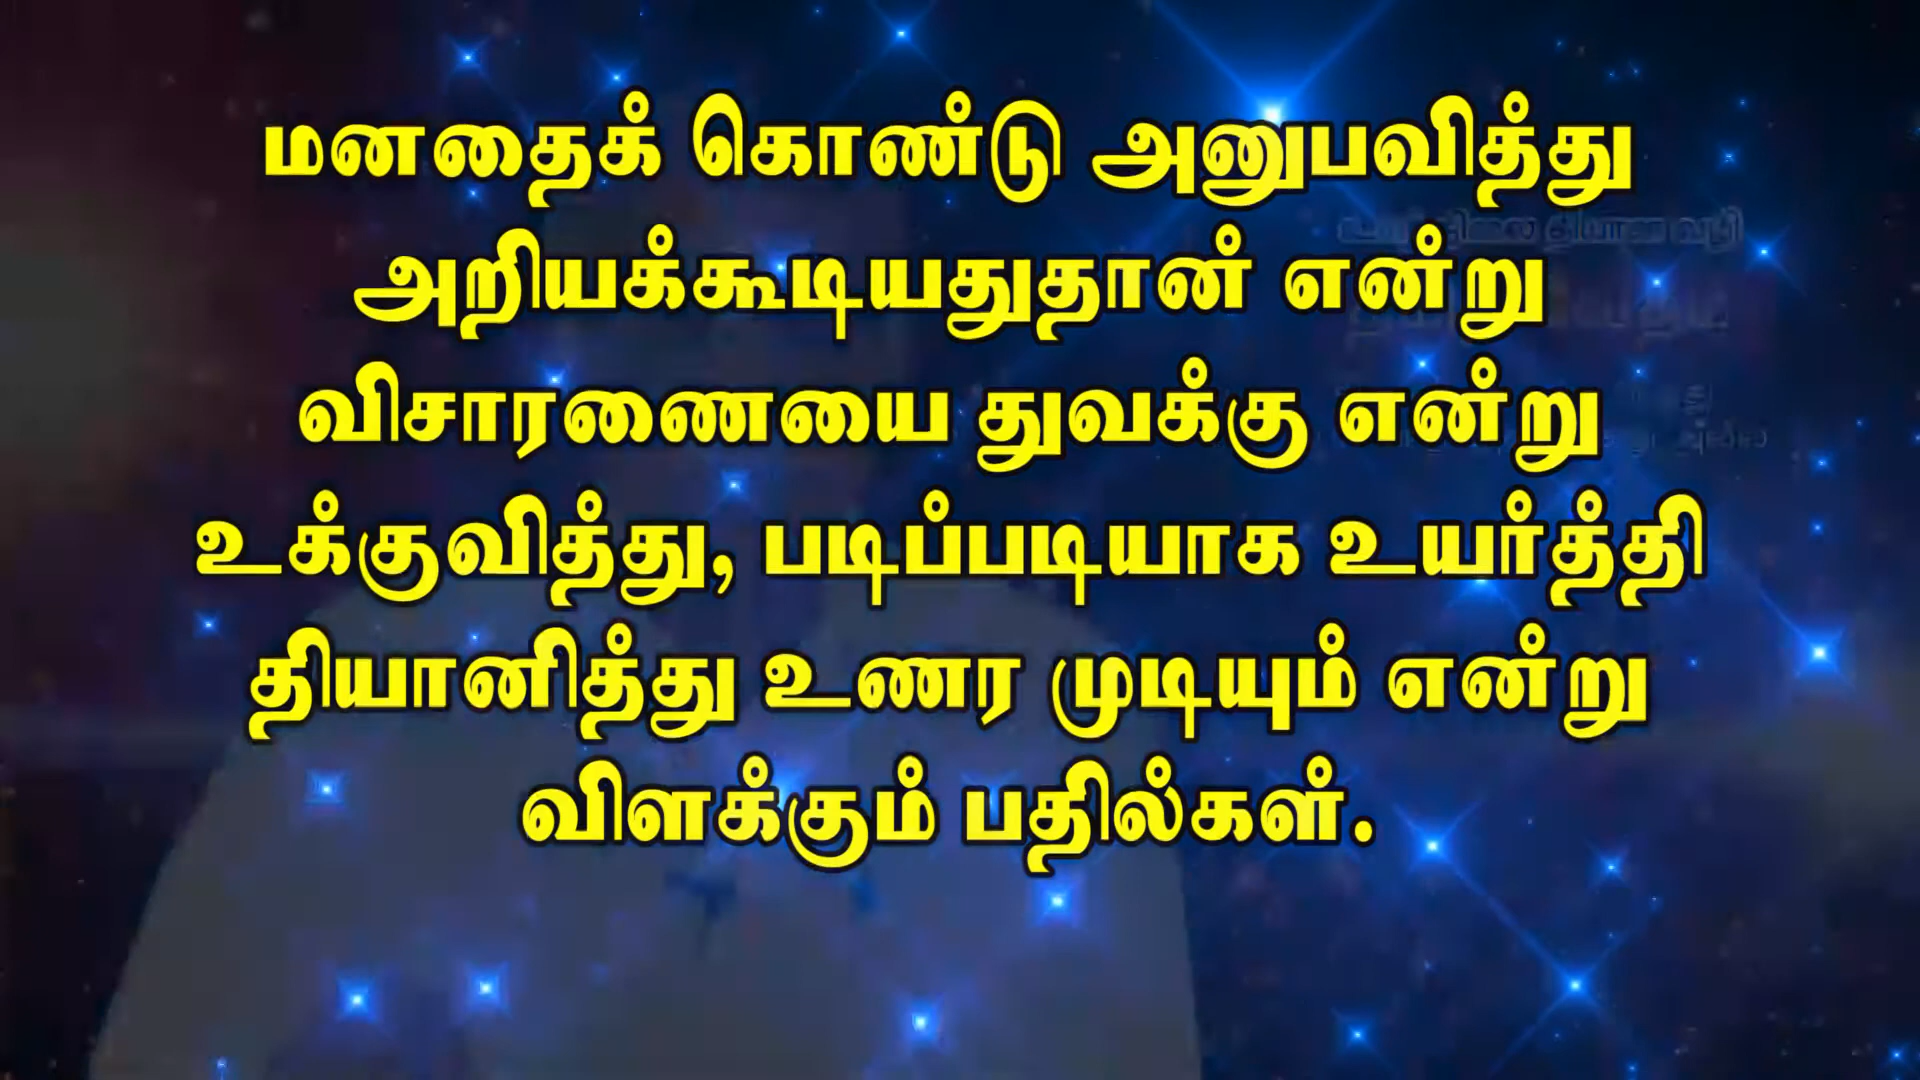 மனதைக் கொண்டு அனுபவித்து
அறியக்கூடியதுதான் என்று
விசாரணையை துவக்கு என்று
உக்குவித்து, படிப்படியாக உயர்த்தி
தியானித்து உணர முடியும் என்று
விளக்கும் பதில்கள்.